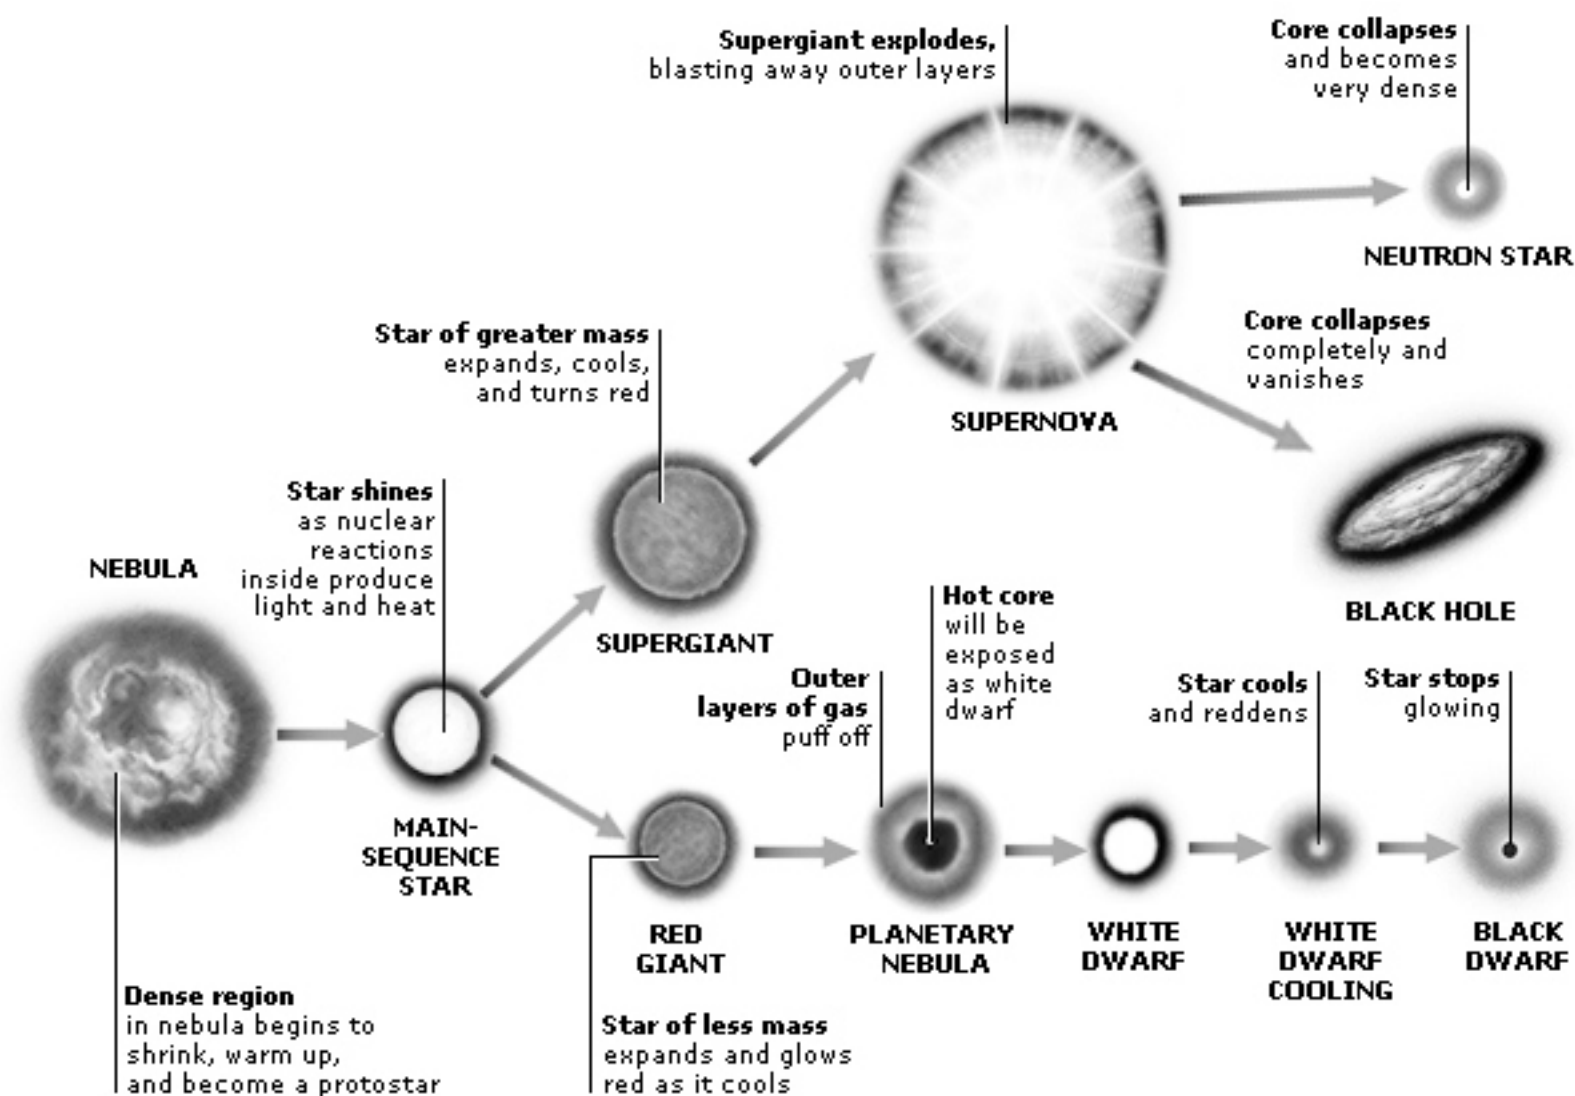 Supergiant explodes,
blasting away outer layers
Core collapses
and becomes
very dense
NEUTRON STAR
Star of greater mass
expands, cools,
and turns red
SUPERNOVA
Core collapses
completely and
vanishes
BLACK HOLE
Star shines
as nuclear
reactions
inside produce
light and heat
NEBULA
SUPERGIANT
Hot core
will be
exposed
as white
dwarf
Outer
layers of gas
puff off
Star cools
and reddens
Star stops
glowing
MAIN-
SEQUENCE
STAR
RED
GIANT
PLANETARY
NEBULA
WHITE
DWARF
WHITE
DWARF
COOLING
BLACK
DWARF
Dense region
in nebula begins to
shrink, warm up,
and become a protostar
Star of less mass
expands and glows
red as it cools